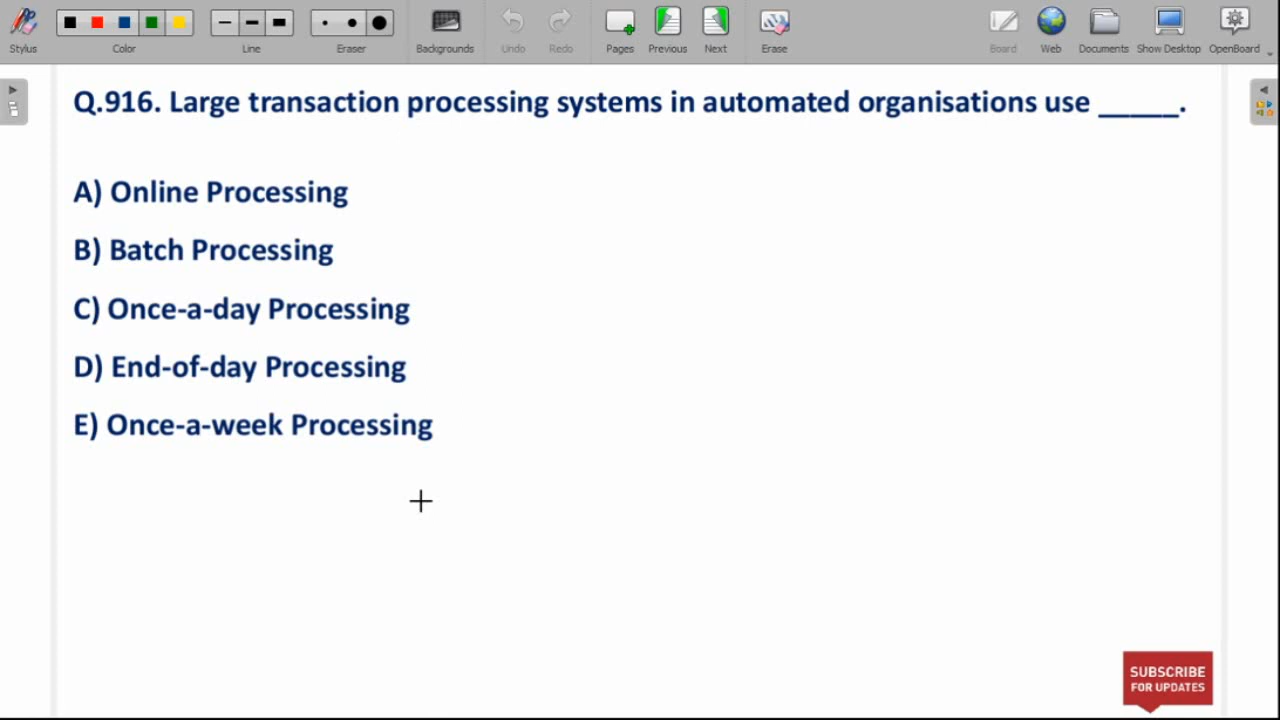 Stylus
Color
Line
Eraser
Backgrounds
Undo
Redo
Pages
Previous
Next
Erase
Board
Web
Documents
Show Desktop
OpenBoard
Q.916. Large transaction processing systems in automated organisations use _____.
A) Online Processing
B) Batch Processing
C) Once-a-day Processing
D) End-of-day Processing
E) Once-a-week Processing
SUBSCRIBE
FOR UPDATES